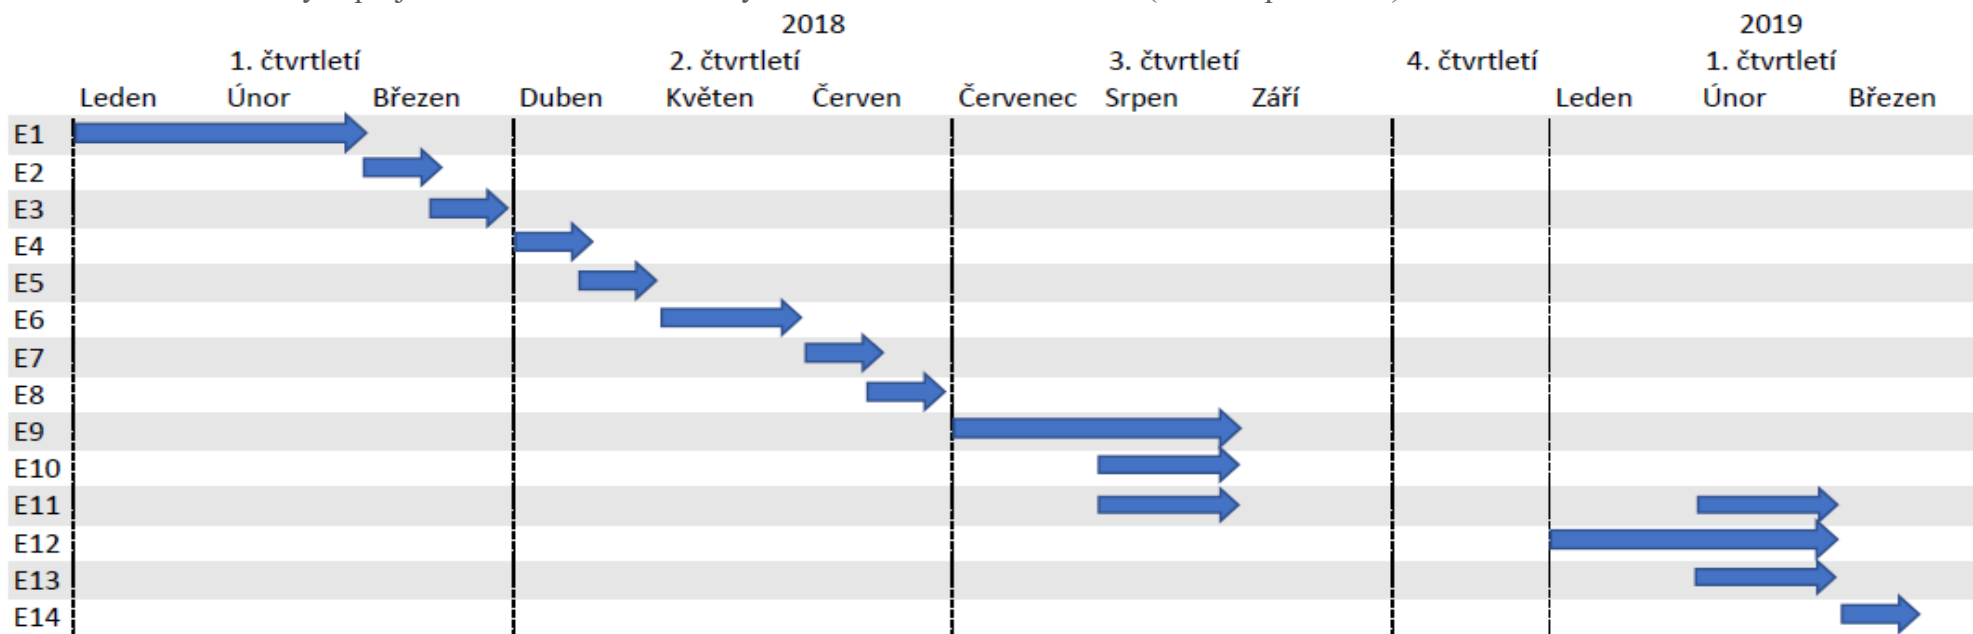 2018 2019
1. čtvrtletí 2. čtvrtletí 3. čtvrtletí 4. čtvrtletí 1. čtvrtletí
Leden Únor Březen Duben Květen Červen Červenec Srpen Září Leden Únor Březen
E1
E2
E3
E4
E5
E6
E7
E8
E9
E10
E11
E12
E13
E14